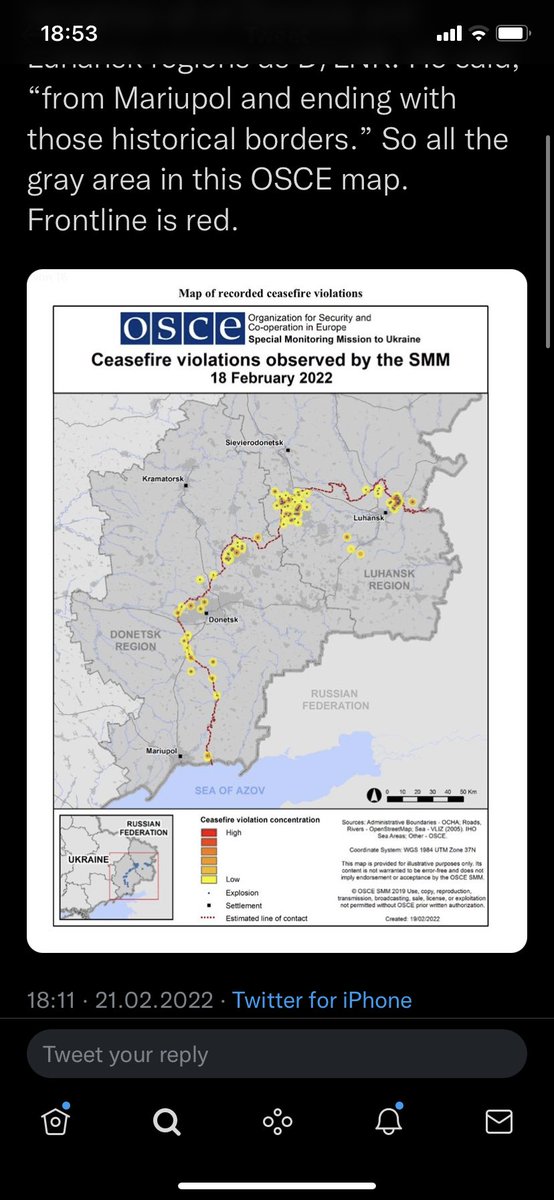 18:53
"from Mariupol and ending with
those historical borders." So all the
gray area in this OSCE map.
Frontline is red.
Map of recorded ceasefire violations
osce Organization for Security and
Co-operation in Europe
Special Monitoring Mission to Ukraine
Ceasefire violations observed by the SMM
18 February 2022
Sievierodonetsk
Kramatorsk
Luhansk
LUHANSK
REGION
Donetsk
DONETSK
REGION
RUSSIAN
FEDERATION
Mariupol
SEA OF AZOV
0 10 20 30 40 50 Km
UKRAINE
RUSSIAN
FEDERATION
Ceasefire violation concentration
High
Low
Explosion
Settlement
Estimated line of contact
Sources: Administrative Boundaries - OCHA; Roads,
Rivers - OpenStreetMap; Sea - VLIZ (2005). IHO
Sea Areas; Other - OSCE.
Coordinate System: WGS 1984 UTM Zone 37N
This map is provided for illustrative purposes only. Its
content is not warranted to be error-free and does not
imply endorsement or acceptance by the OSCE SMM.
© OSCE SMM 2019 Use, copy, reproduction,
transmission, broadcasting, sale, license, or exploitation
not permitted without OSCE prior written authorization.
Created: 19/02/2022
18:11 · 21.02.2022 · Twitter for iPhone
Tweet your reply